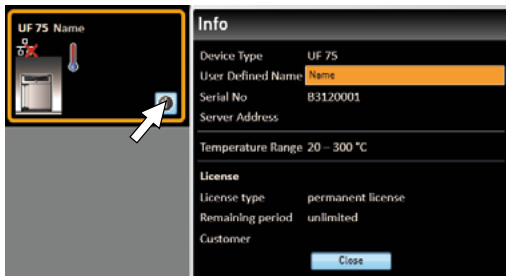 UF 75 Name
Info
Device Type UF 75
User Defined Name Name
Serial No B3120001
Server Address
Temperature Range 20 – 300 °C
License
License type permanent license
Remaining period unlimited
Customer
Close